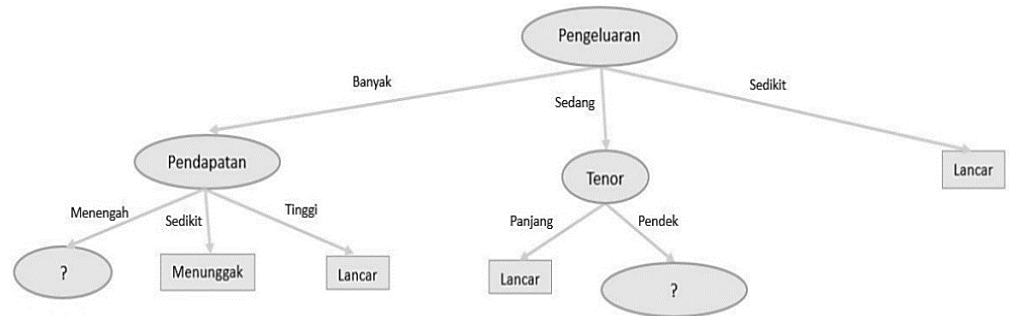 Pengeluaran
Banyak
Sedang
Sedikit
Pendapatan
Tenor
Lancar
Menengah
Sedikit
Tinggi
Panjang
Pendek
?
Menunggak
Lancar
Lancar
?